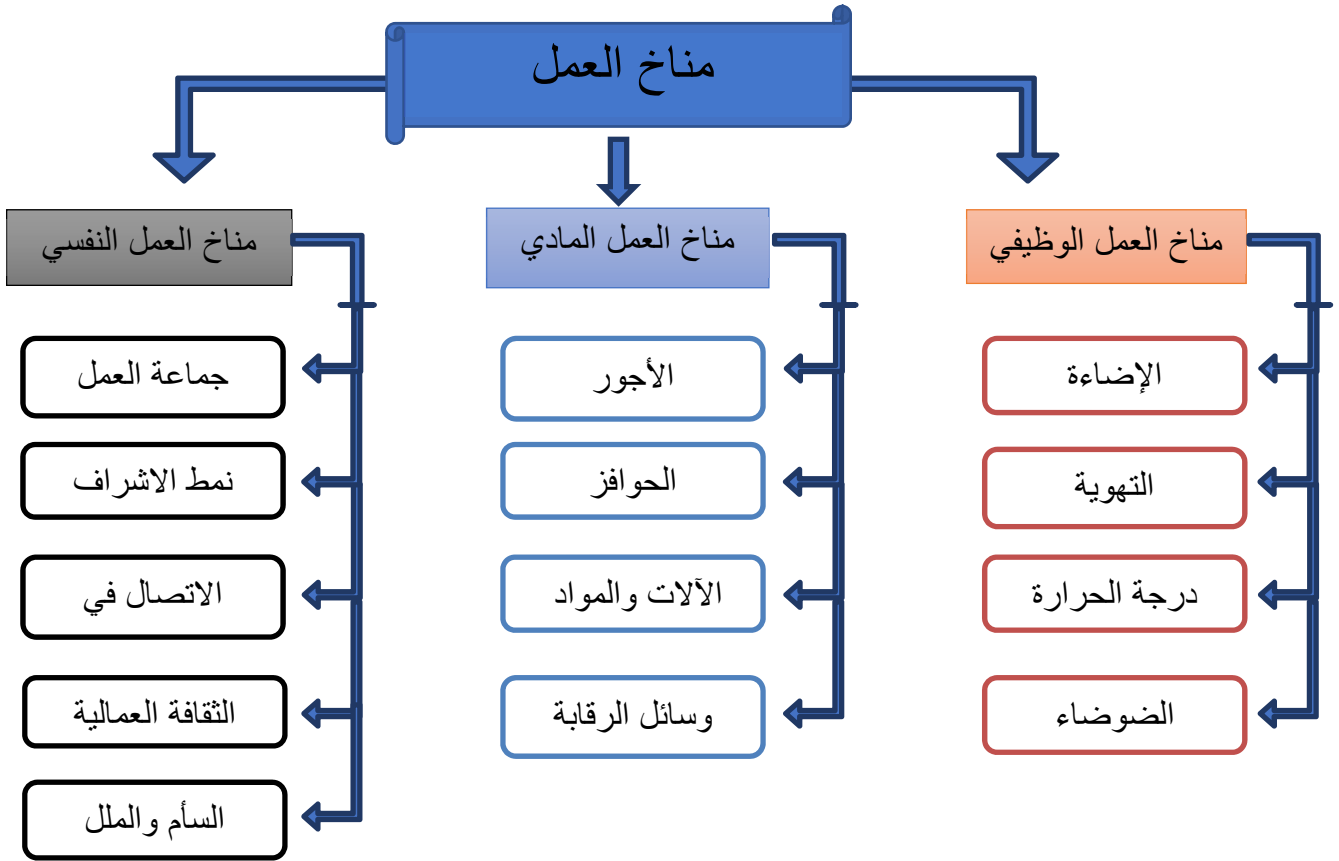 مناخ العمل
مناخ العمل الوظيفي
الإضاءة
التهوية
درجة الحرارة
الضوضاء
مناخ العمل المادي
الأجور
الحوافز
الآلات والمواد
وسائل الرقابة
مناخ العمل النفسي
جماعة العمل
نمط الاشراف
الاتصال في
الثقافة العمالية
السأم والملل